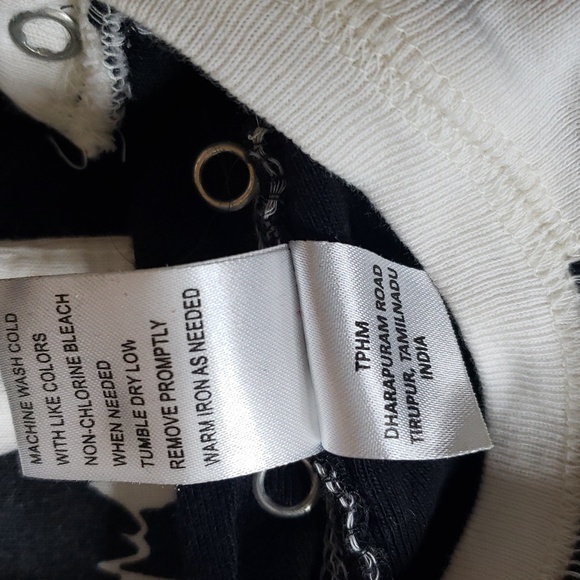 MACHINE WASH COLD
WITH LIKE COLORS
NON-CHLORINE BLEACH
WHEN NEEDED
TUMBLE DRY LOW
REMOVE PROMPTLY
WARM IRON AS NEEDED
TPHM
DHARAPURAM ROAD
TIRUPUR, TAMILNADU
INDIA